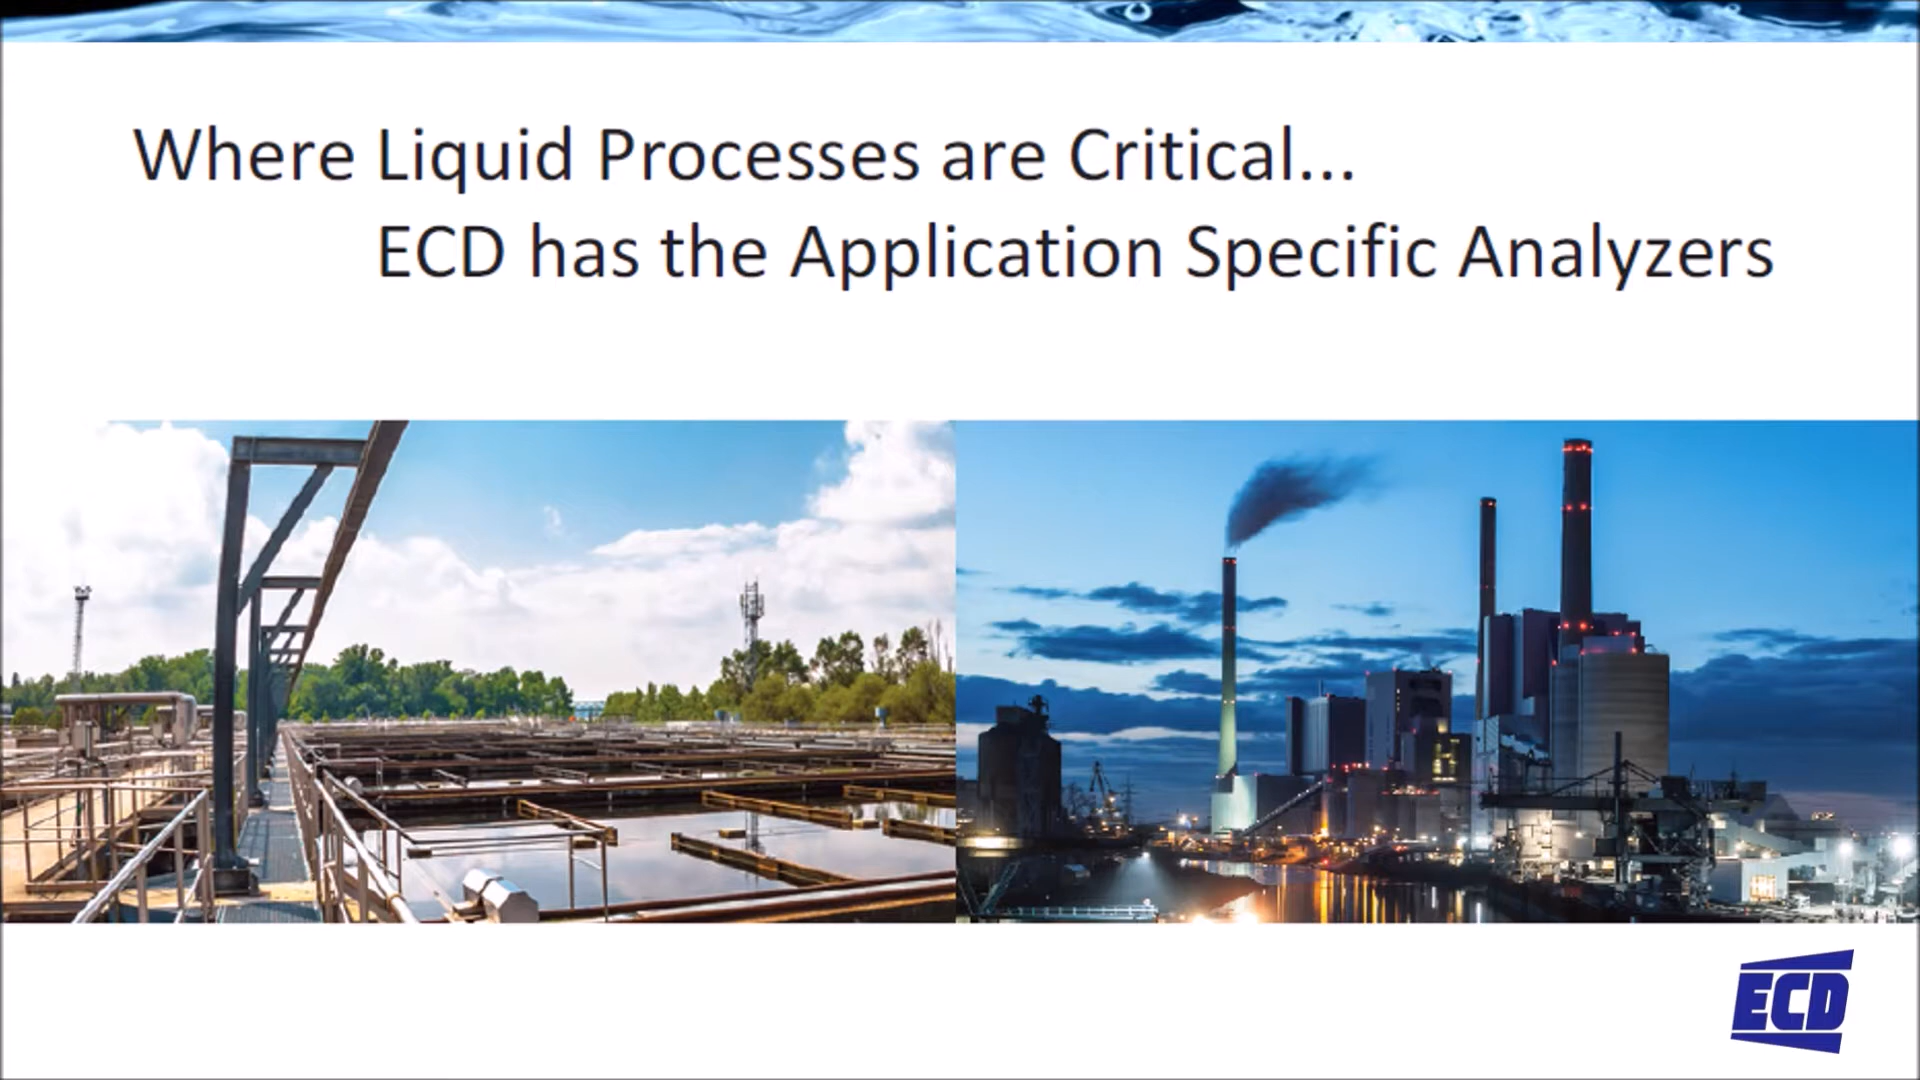 Where Liquid Processes are Critical...
ECD has the Application Specific Analyzers
ECD